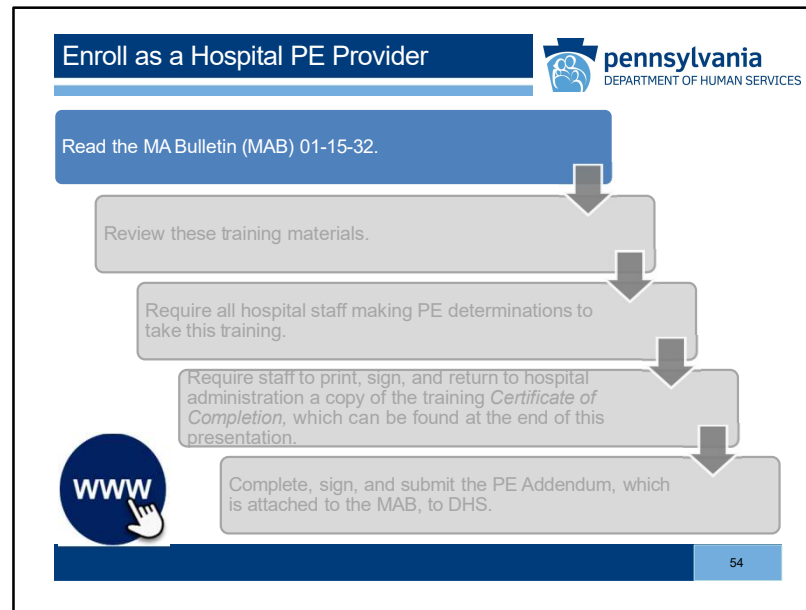 Enroll as a Hospital PE Provider
pennsylvania
DEPARTMENT OF HUMAN SERVICES
Read the MA Bulletin (MAB) 01-15-32.
Review these training materials.
Require all hospital staff making PE determinations to
take this training.
Require staff to print, sign, and return to hospital
administration a copy of the training Certificate of
Completion, which can be found at the end of this
presentation.
Complete, sign, and submit the PE Addendum, which
is attached to the MAB, to DHS.
www
54